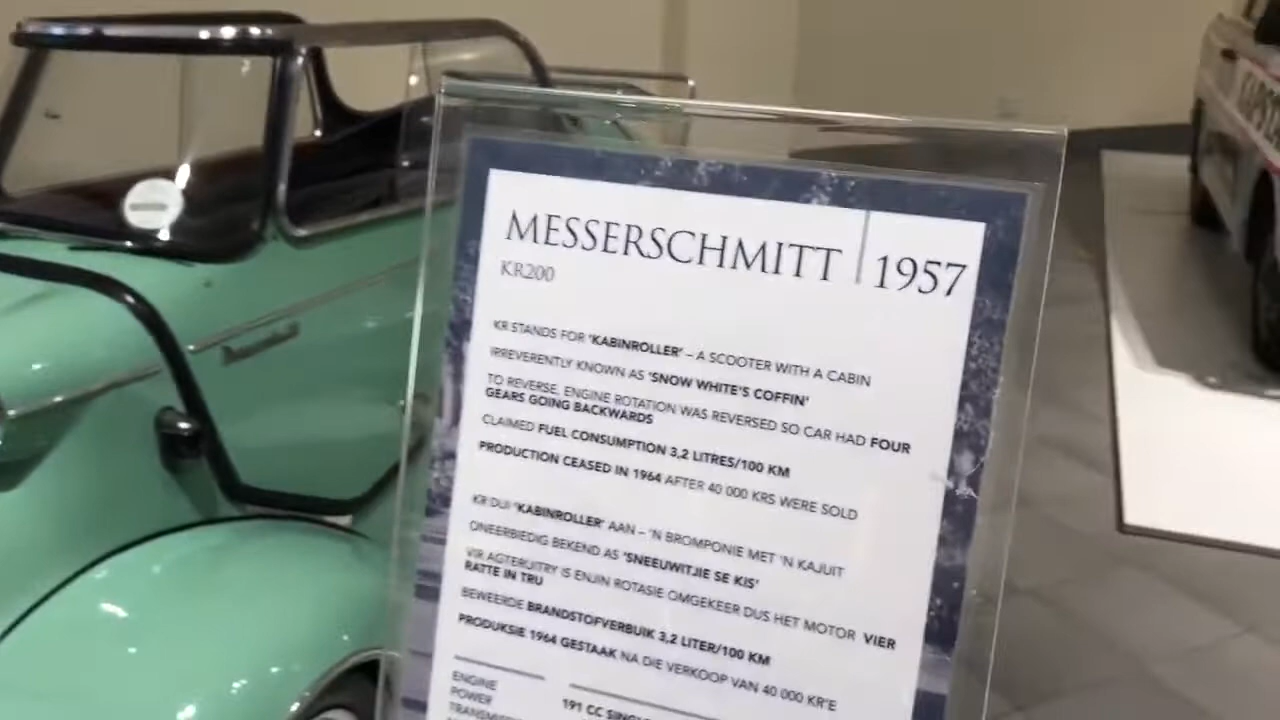 MESSERSCHMITT | 1957
KR200
KR STANDS FOR 'KABINROLLER' – A SCOOTER WITH A CABIN
IRREVERENTLY KNOWN AS 'SNOW WHITE'S COFFIN'
TO REVERSE, ENGINE ROTATION WAS REVERSED SO CAR HAD FOUR
GEARS GOING BACKWARDS
CLAIMED FUEL CONSUMPTION 3,2 LITRES/100 KM
PRODUCTION CEASED IN 1964 AFTER 40 000 KRS WERE SOLD
KR DUI 'KABINROLLER' AAN – 'N BROMPONIE MET 'N KAJUIT
ONEERBIEDIG BEKEND AS 'SNEEUWITJIE SE KIS'
VIR AGTERUITRY IS ENJIN ROTASIE OMGEKEER DUS HET MOTOR VIER
RATTE IN TRU
BEWEERDE BRANDSTOFVERBUIK 3,2 LITER/100 KM
PRODUKSIE 1964 GESTAAK NA DIE VERKOOP VAN 40 000 KR'E
ENGINE 191 CC
POWER